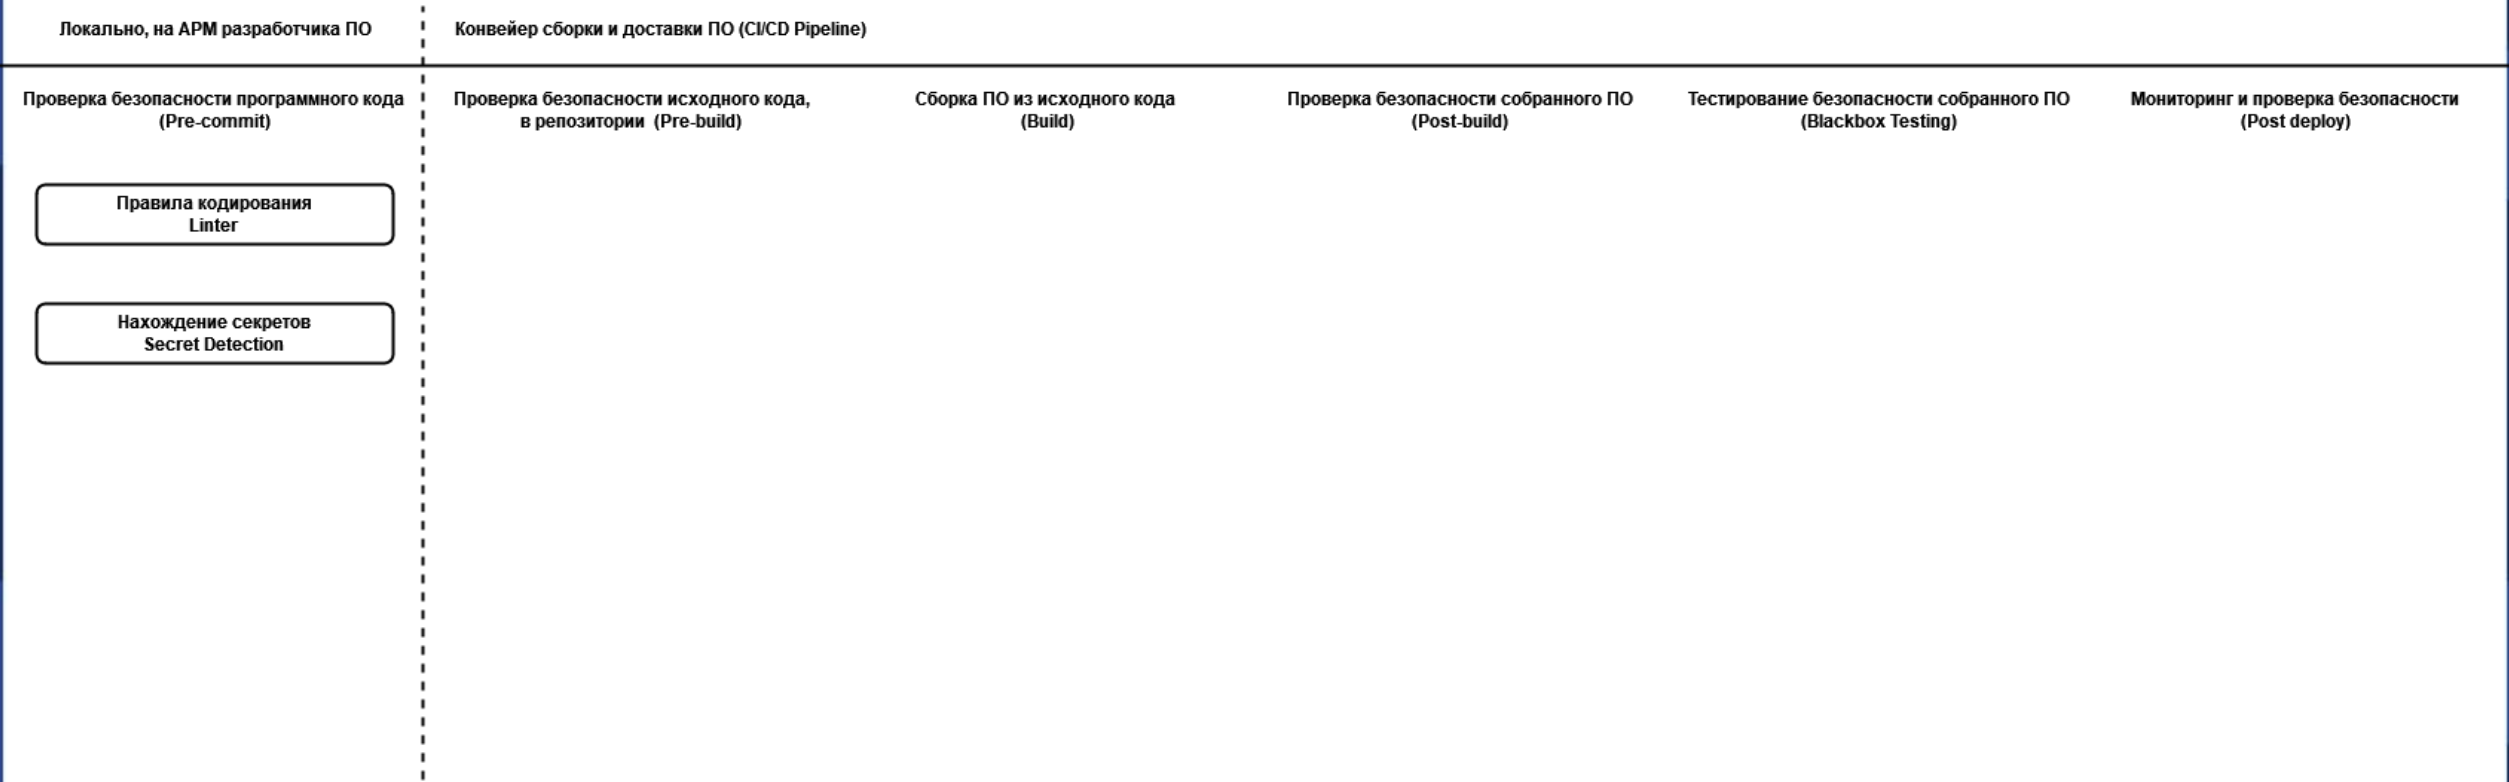 Локально, на АРМ разработчика ПО
Конвейер сборки и доставки ПО (CI/CD Pipeline)
Проверка безопасности программного кода
(Pre-commit)
Проверка безопасности исходного кода,
в репозитории (Pre-build)
Сборка ПО из исходного кода
(Build)
Проверка безопасности собранного ПО
(Post-build)
Тестирование безопасности собранного ПО
(Blackbox Testing)
Мониторинг и проверка безопасности
(Post deploy)
Правила кодирования
Linter
Нахождение секретов
Secret Detection